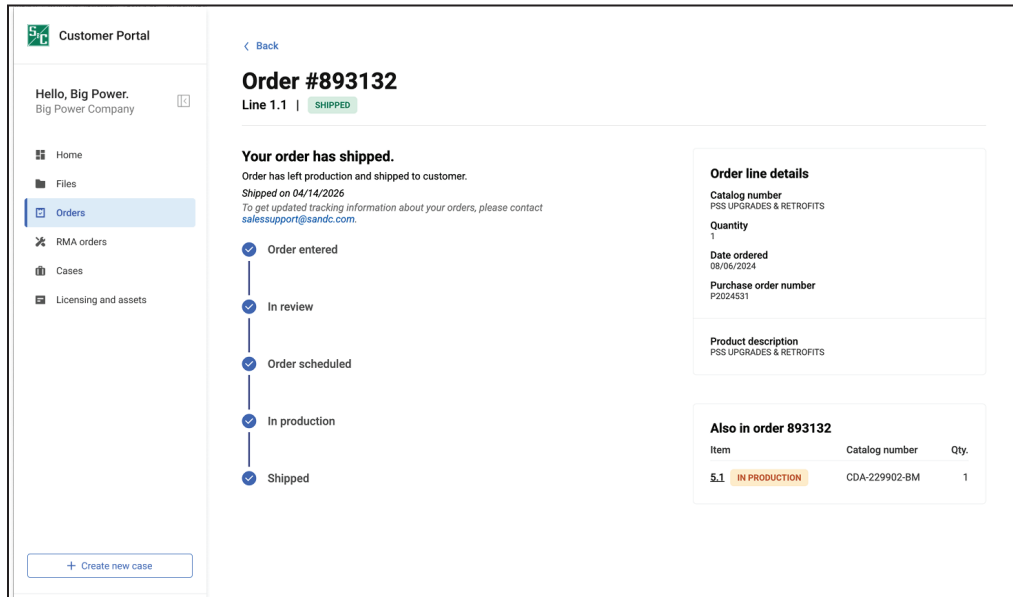 S&C
Customer Portal
Hello, Big Power.
Big Power Company
Home
Files
Orders
RMA orders
Cases
Licensing and assets
+ Create new case
< Back
Order #893132
Line 1.1 | SHIPPED
Your order has shipped.
Order has left production and shipped to customer.
Shipped on 04/14/2026
To get updated tracking information about your orders, please contact
salessupport@sandc.com.
Order entered
In review
Order scheduled
In production
Shipped
Order line details
Catalog number
PSS UPGRADES & RETROFITS
Quantity
1
Date ordered
08/06/2024
Purchase order number
P2024531
Product description
PSS UPGRADES & RETROFITS
Also in order 893132
Item Catalog number Qty.
5.1 IN PRODUCTION CDA-229902-BM 1